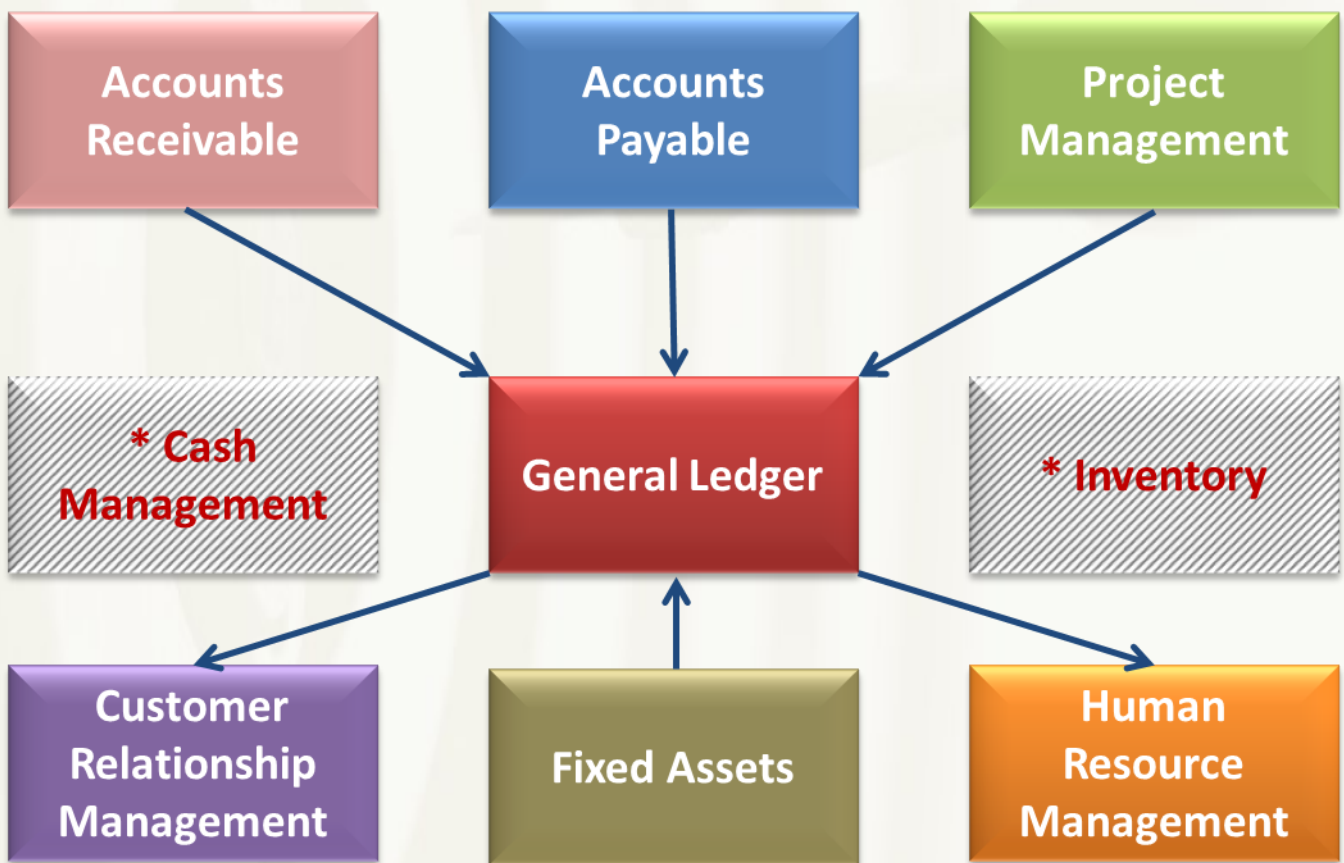 Accounts
Receivable
Accounts
Payable
Project
Management
* Cash
Management
General Ledger
* Inventory
Customer
Relationship
Management
Fixed Assets
Human
Resource
Management